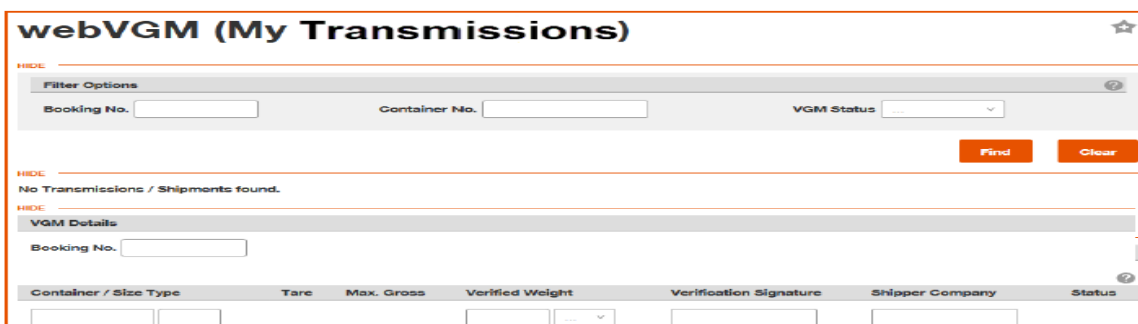 webVGM (My Transmissions)
HIDE
Filter Options
Booking No. Container No. VGM Status ...
Find Clear
HIDE
No Transmissions / Shipments found.
HIDE
VGM Details
Booking No.
Container / Size Type Tare Max. Gross Verified Weight Verification Signature Shipper Company Status
...